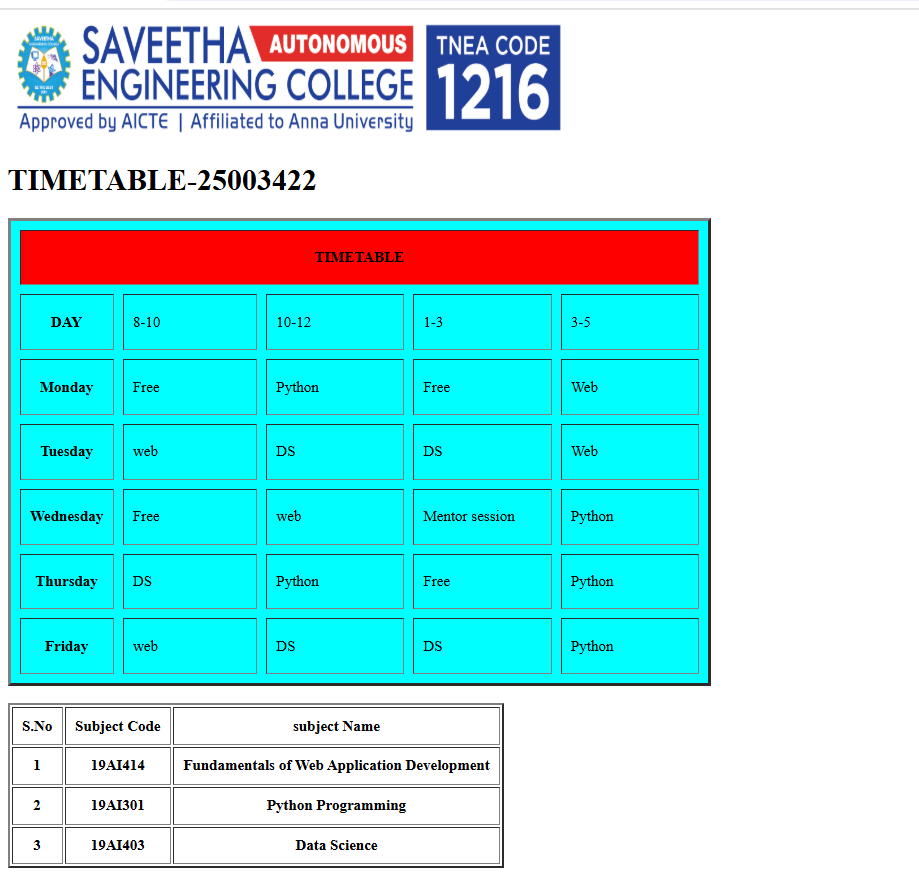 SAVEETHA AUTONOMOUS
ENGINEERING COLLEGE
Approved by AICTE | Affiliated to Anna University
TNEA CODE
1216
TIMETABLE-25003422
TIMETABLE
DAY 8-10 10-12 1-3 3-5
Monday Free Python Free Web
Tuesday web DS DS Web
Wednesday Free web Mentor session Python
Thursday DS Python Free Python
Friday web DS DS Python
S.No Subject Code subject Name
1 19AI414 Fundamentals of Web Application Development
2 19AI301 Python Programming
3 19AI403 Data Science